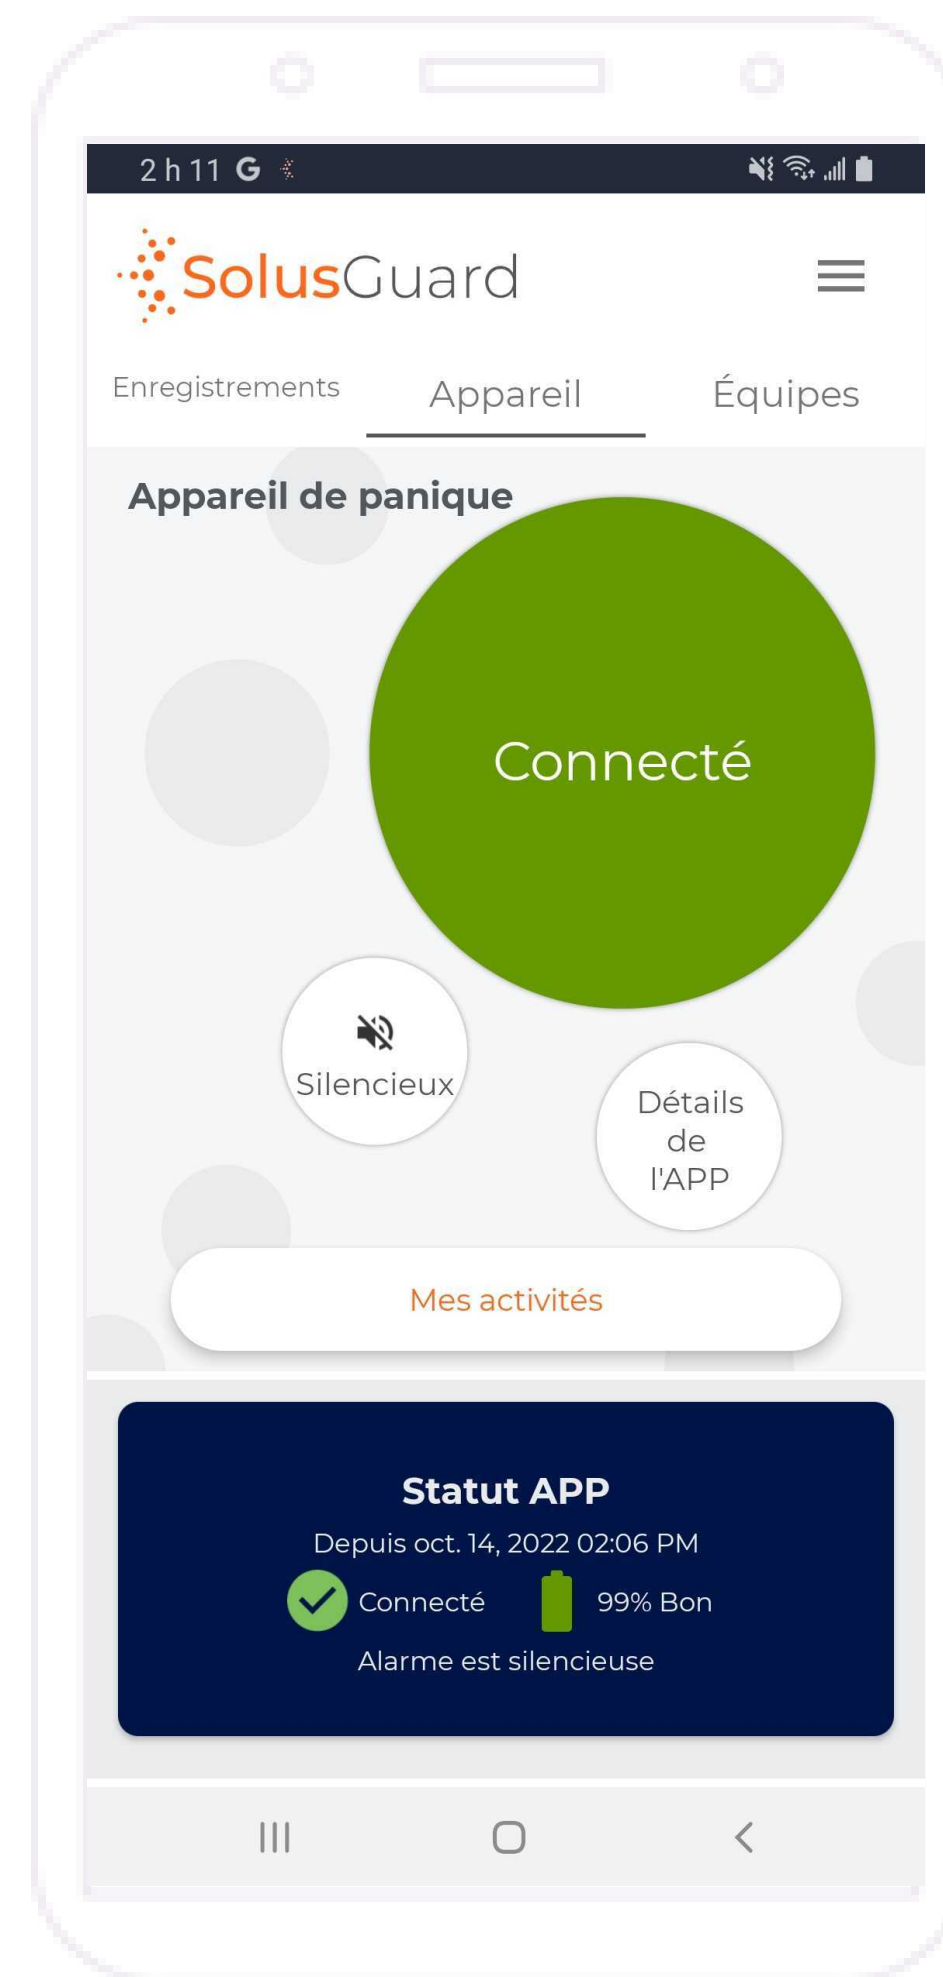 2 h 11 G
SolusGuard
Enregistrements Appareil Équipes
Appareil de panique
Connecté
Silencieux
Détails
de
l'APP
Mes activités
Statut APP
Depuis oct. 14, 2022 02:06 PM
Connecté 99% Bon
Alarme est silencieuse